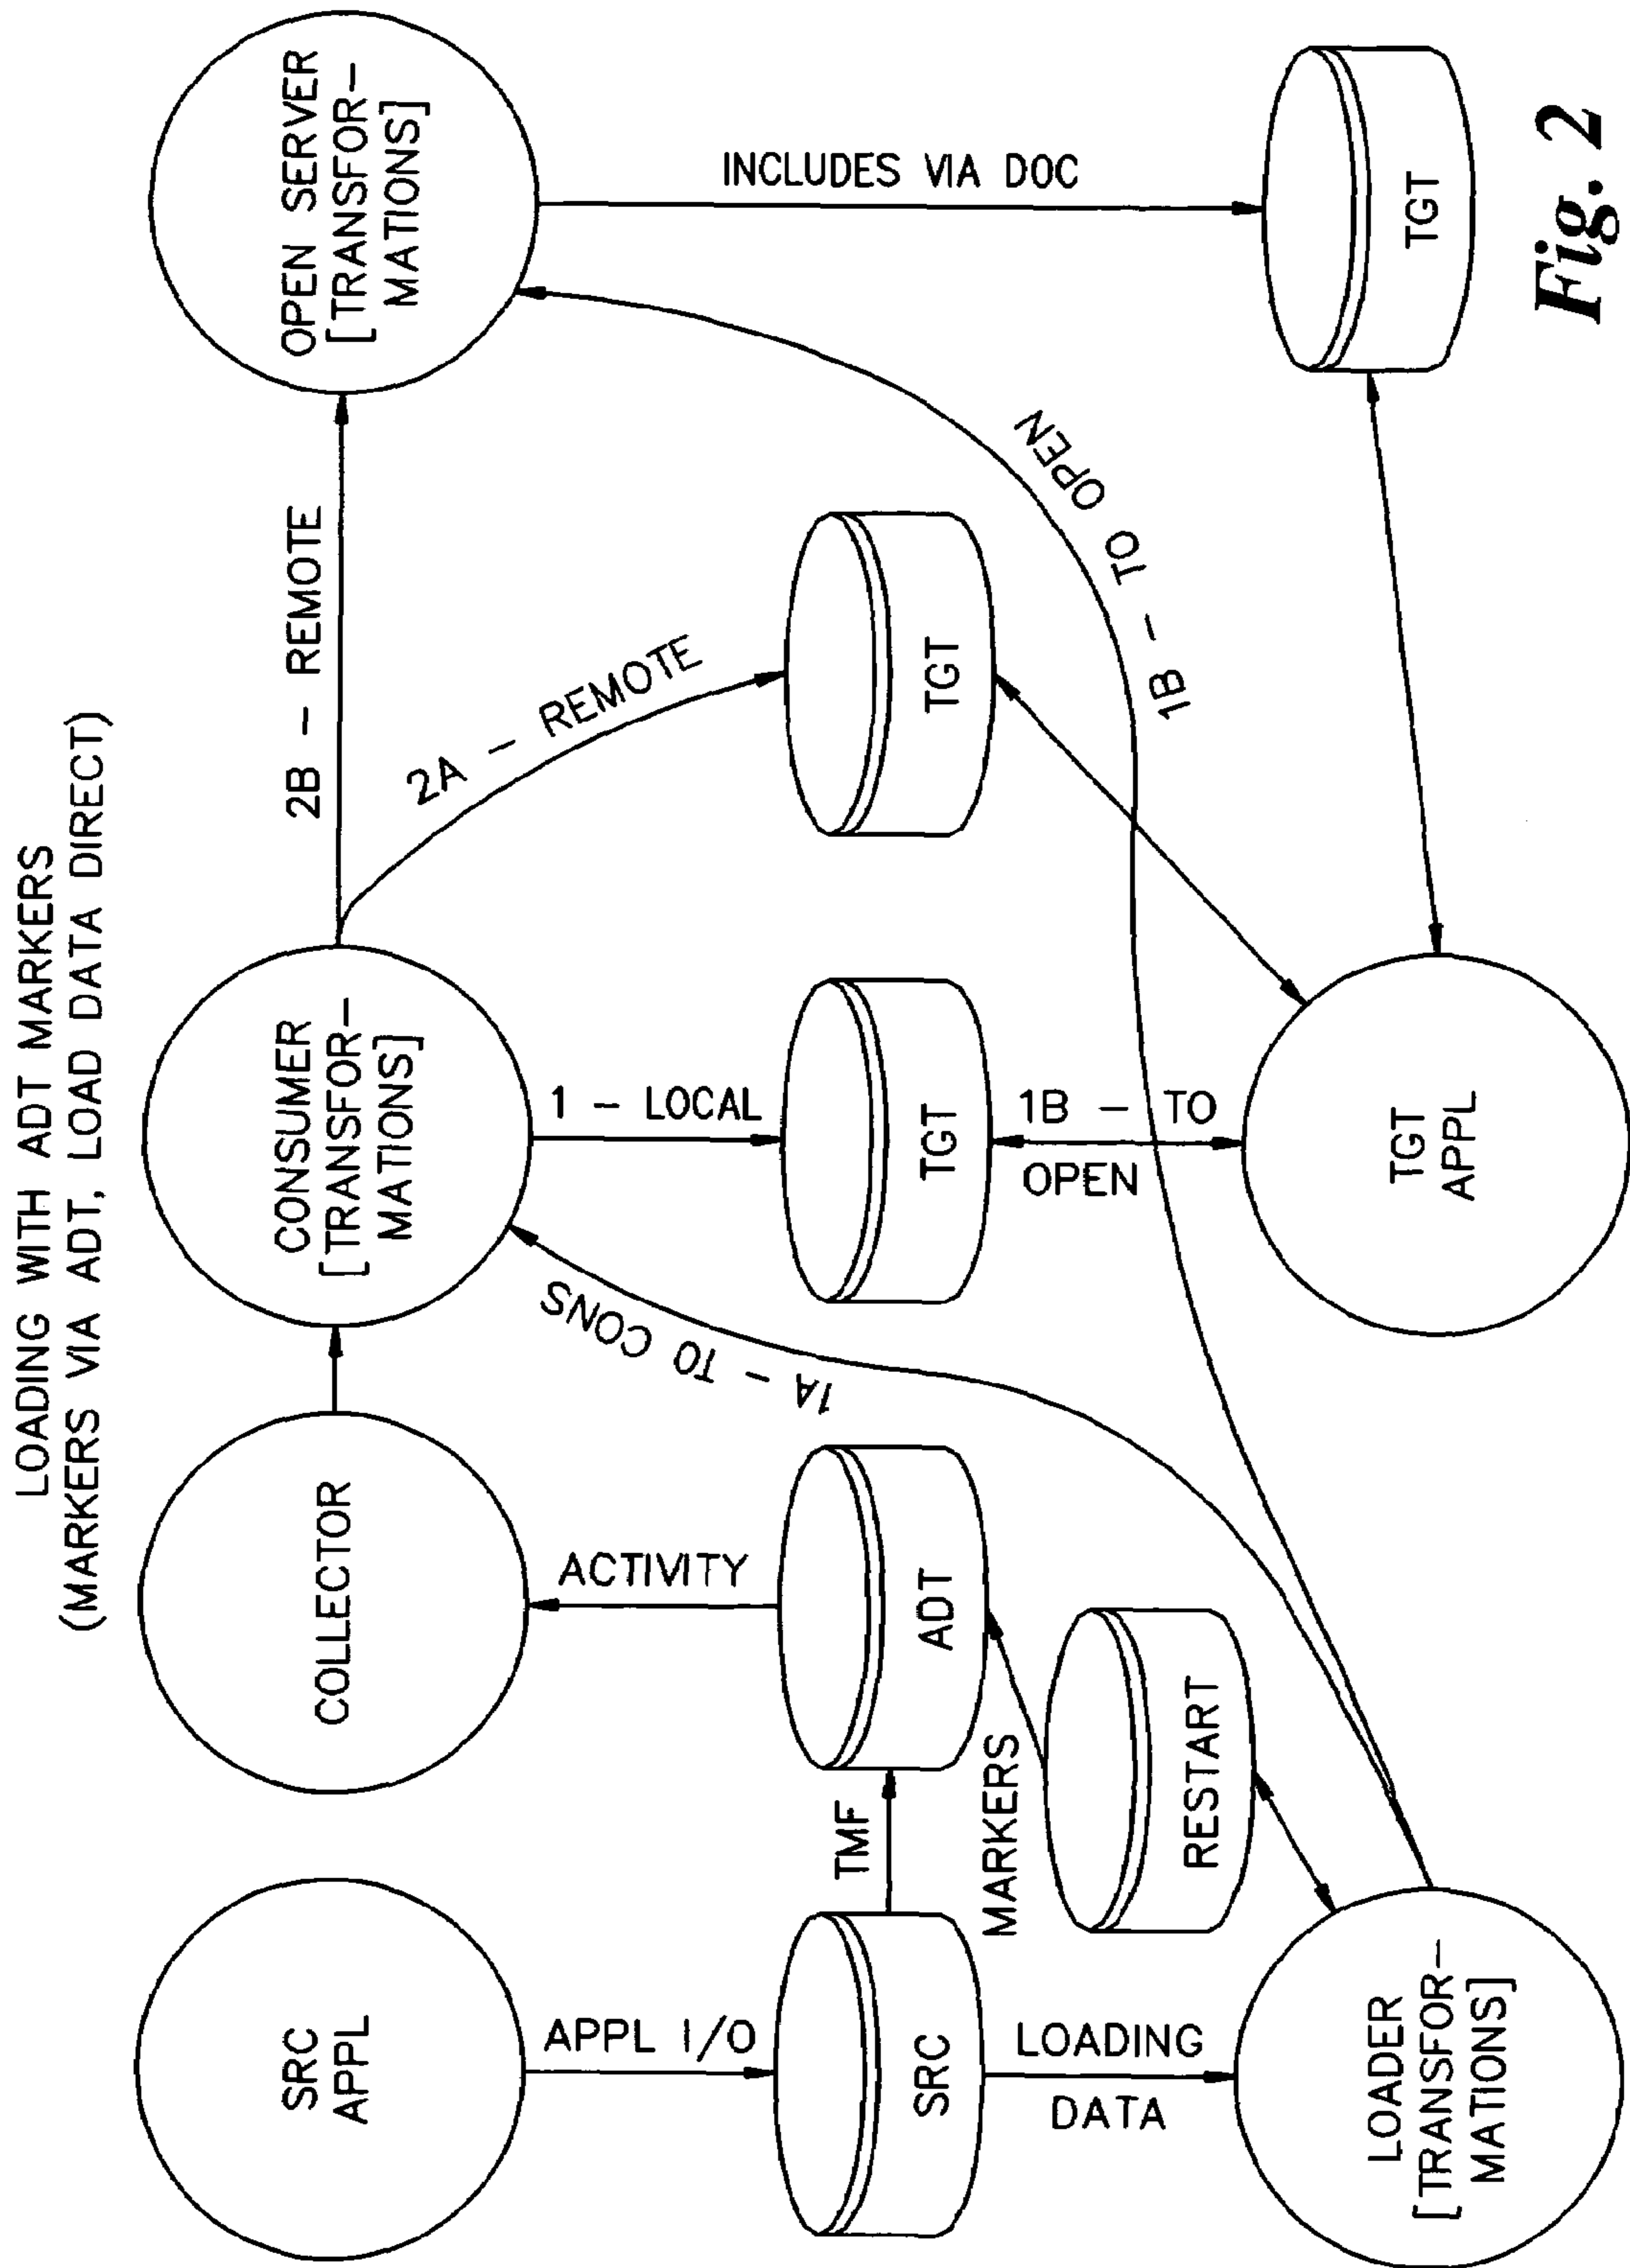 LOADING WITH ADT MARKERS
(MARKERS VIA ADT, LOAD DATA DIRECT)
SRC
APPL
COLLECTOR
CONSUMER
[TRANSFOR-
MATIONS]
2B - REMOTE
OPEN SERVER
[TRANSFOR-
MATIONS]
APPL I/O
ACTIVITY
1 - LOCAL
2A - REMOTE
INCLUDES VIA DOC
1A - TO CONS
SRC
TMF
ADT
TGT
TGT
1B - TO OPEN
MARKERS
LOADING
DATA
RESTART
1B - TO
OPEN
TGT
LOADER
[TRANSFOR-
MATIONS]
TGT
APPL
Fig. 2